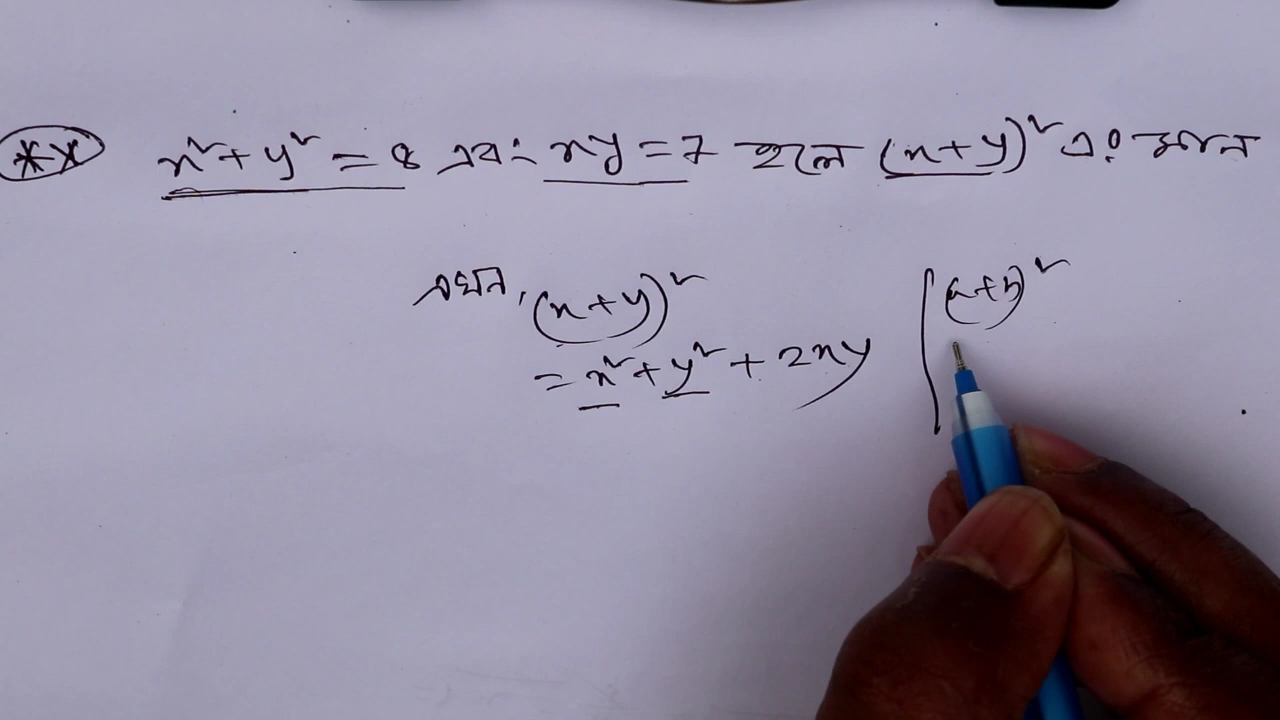 ** x² + y² = 8 এবং xy = 7 হলে (x+y)² এর মান
এখন, (x+y)²
= x² + y² + 2xy
(a+b)²